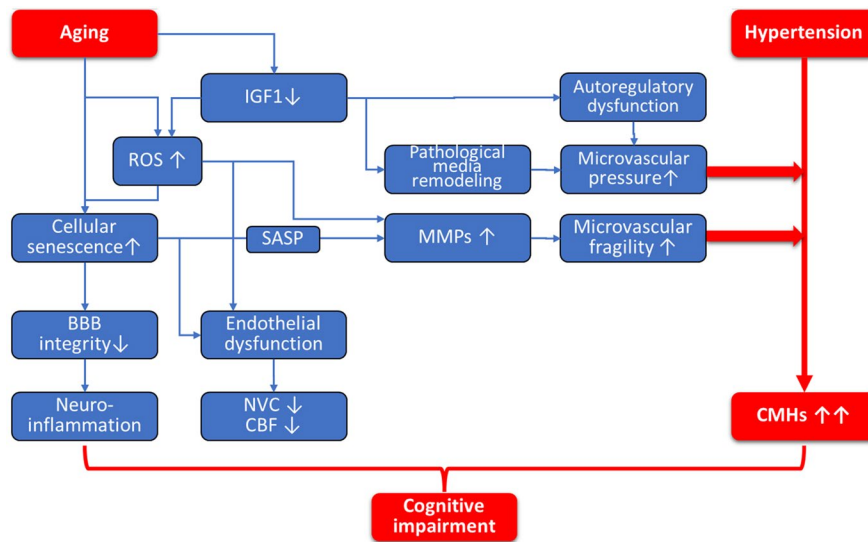 Aging
Hypertension
IGF1↓
Autoregulatory
dysfunction
ROS ↑
Pathological
media
remodeling
Microvascular
pressure↑
Cellular
senescence↑
SASP
MMPs ↑
Microvascular
fragility ↑
BBB
integrity↓
Endothelial
dysfunction
Neuro-
inflammation
NVC ↓
CBF ↓
CMHs ↑↑
Cognitive
impairment